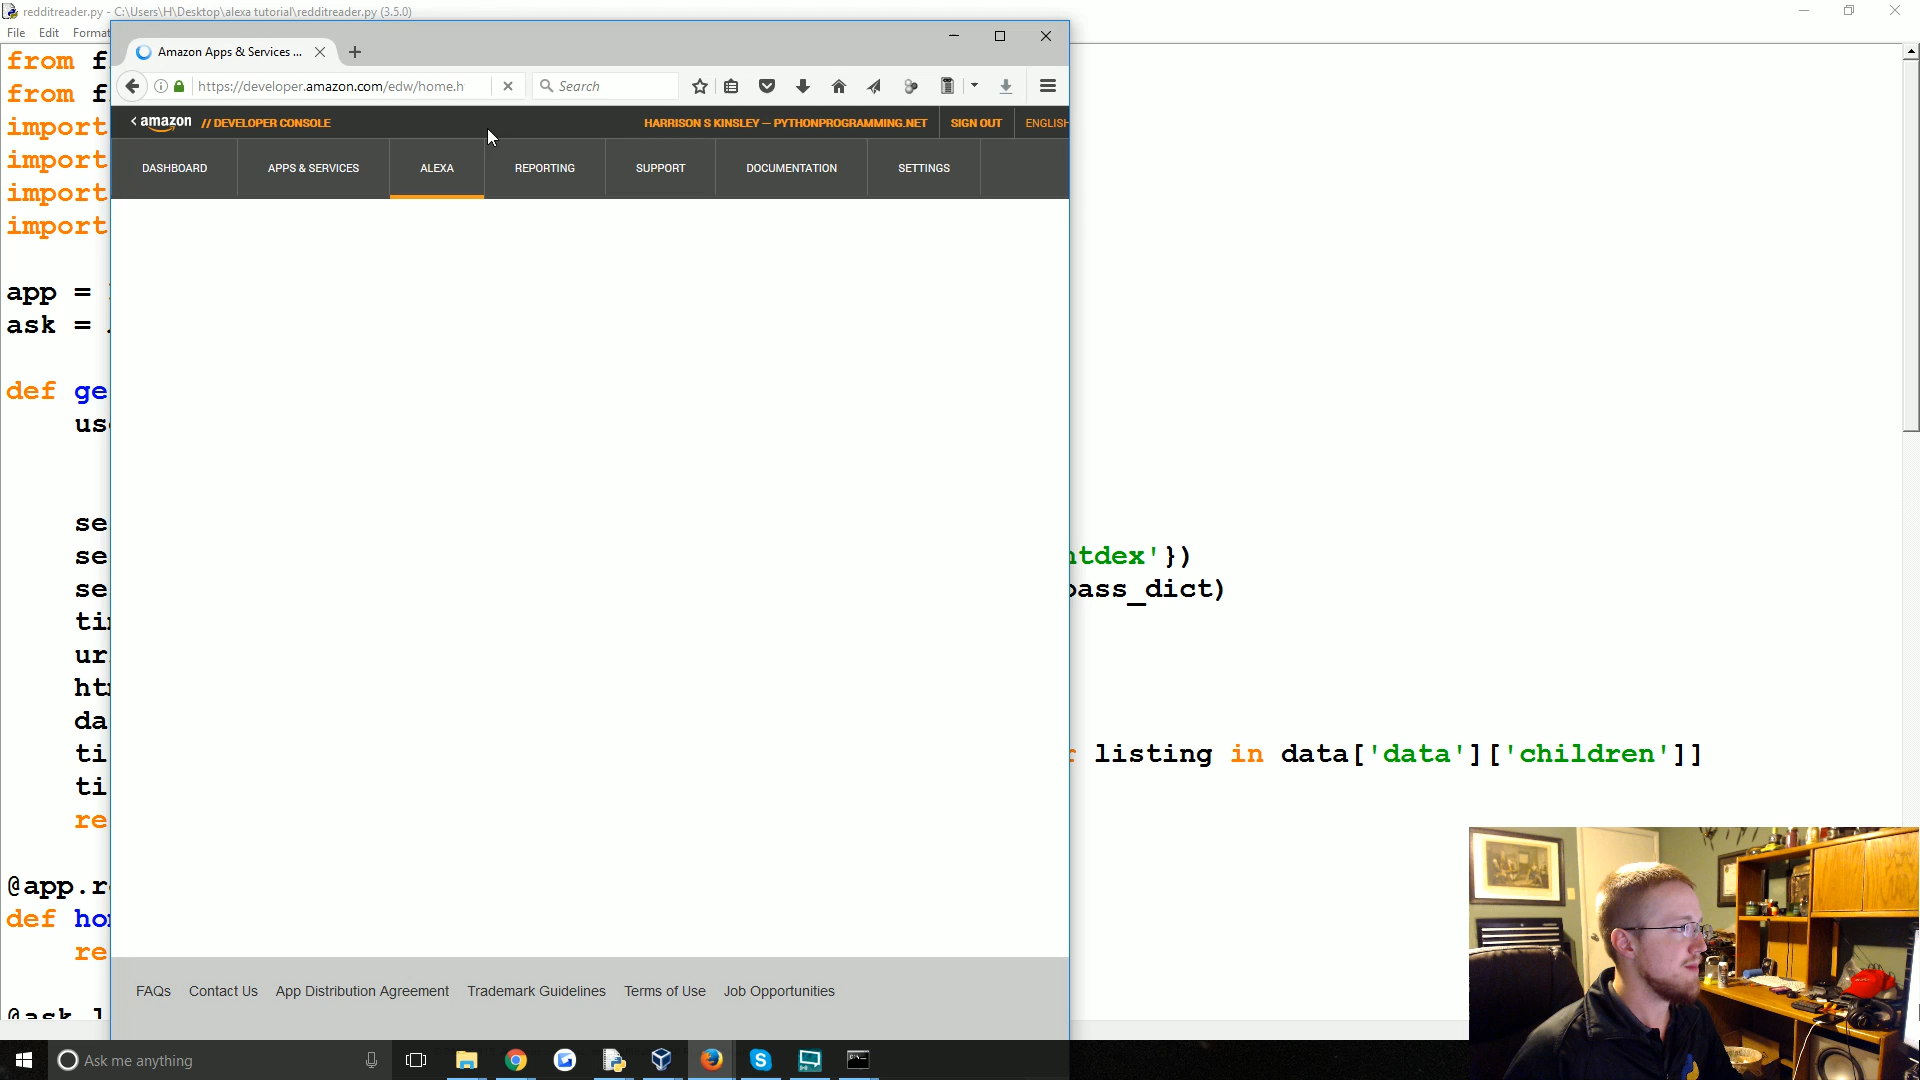 redditreader.py - C:\Users\H\Desktop\alexa tutorial\redditreader.py (3.5.0)
File Edit Format
Amazon Apps & Services ...
https://developer.amazon.com/edw/home.h
Search
< amazon // DEVELOPER CONSOLE
HARRISON S KINSLEY — PYTHONPROGRAMMING.NET SIGN OUT ENGLISH
DASHBOARD APPS & SERVICES ALEXA REPORTING SUPPORT DOCUMENTATION SETTINGS
from f
from f
import
import
import
import
app =
ask =
def ge
us
se
se ntdex'})
se pass_dict)
ti
ur
ht
da
ti listing in data['data']['children']]
ti
re
@app.r
def ho
re
@ask.l
FAQs Contact Us App Distribution Agreement Trademark Guidelines Terms of Use Job Opportunities
Ask me anything